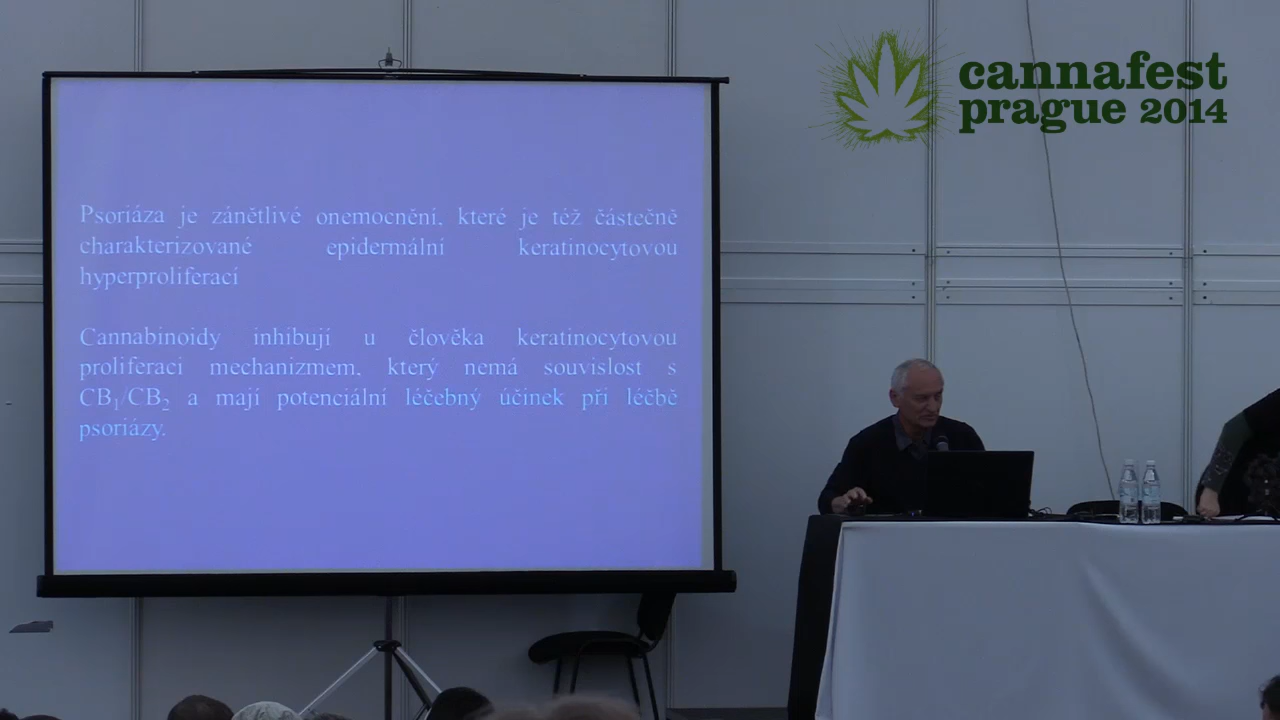 cannafest
prague 2014
Psoriáza je zánětlivé onemocnění, které je též částečně
charakterizované epidermální keratinocytovou
hyperproliferací
Cannabinoidy inhibují u člověka keratinocytovou
proliferaci mechanizmem, který nemá souvislost s
CB₁/CB₂ a mají potenciální léčebný účinek při léčbě
psoriázy.